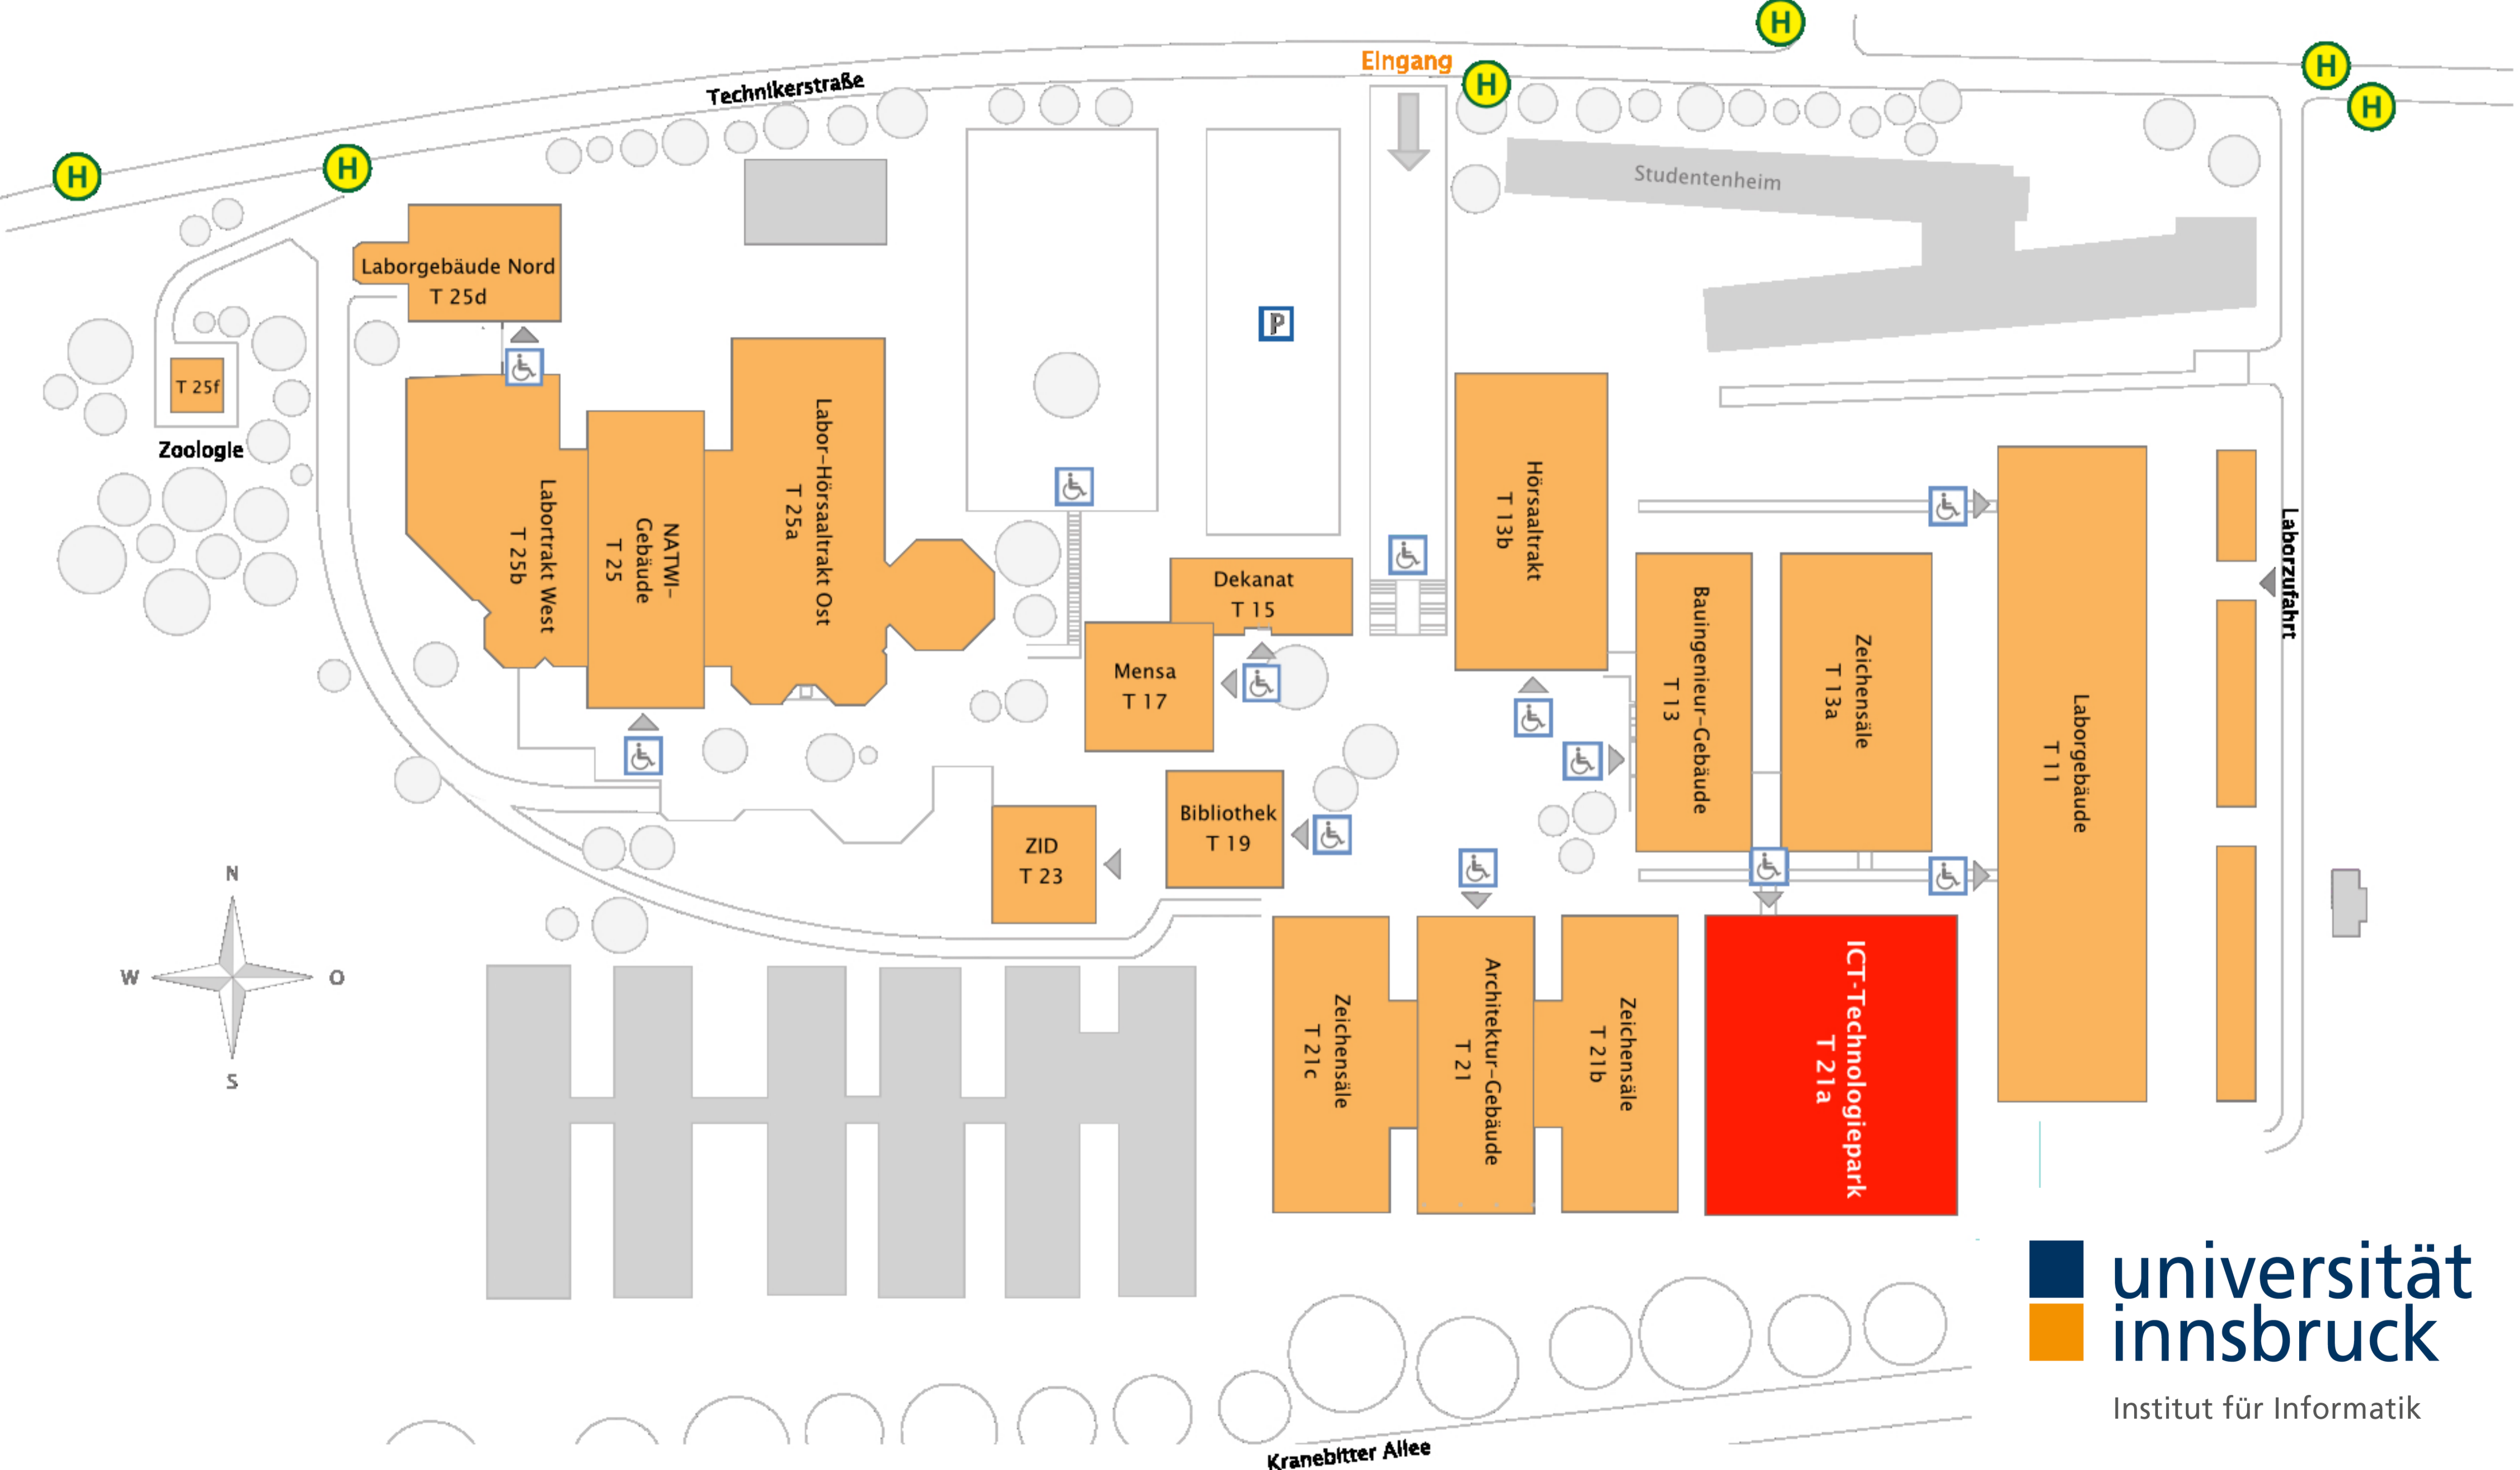 H
Eingang
H
H
H
Technikerstraße
H
H
Studentenheim
Laborgebäude Nord
T 25d
P
T 25f
Zoologie
Labortrakt West
T 25b
NATWI-
Gebäude
T 25
Labor-Hörsaaltrakt Ost
T 25a
Dekanat
T 15
Mensa
T 17
Hörsaaltrakt
T 13b
Bauingenieur-Gebäude
T 13
Zeichensäle
T 13a
Laborgebäude
T 11
Laborzufahrt
Bibliothek
T 19
ZID
T 23
N
W
O
S
Zeichensäle
T 21c
Architektur-Gebäude
T 21
Zeichensäle
T 21b
ICT-Technologiepark
T 21a
universität
innsbruck
Institut für Informatik
Kranebitter Allee